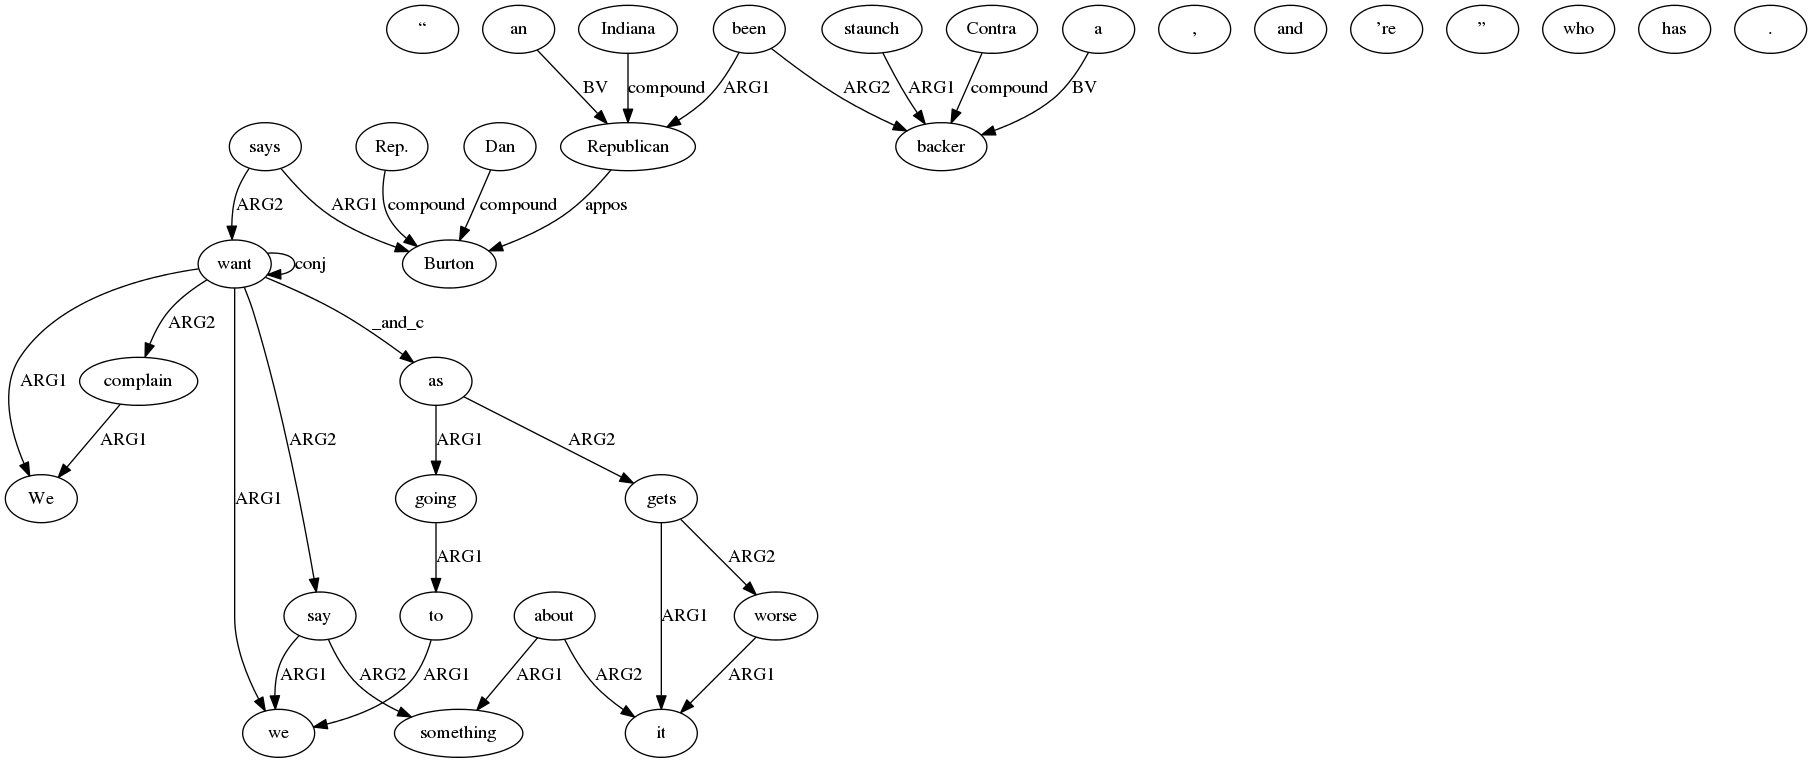 “ an Indiana been staunch Contra a , and ’re ” who has .
BV compound ARG1 ARG2 ARG1 compound BV
says Rep. Dan Republican backer
ARG2 ARG1 compound compound appos
want conj Burton
ARG2 _and_c
ARG1 complain as
ARG1 ARG2 ARG1 ARG2
We ARG1 going gets
ARG1 ARG2
say to about ARG1 worse
ARG1 ARG2 ARG1 ARG1 ARG2 ARG1
we something it